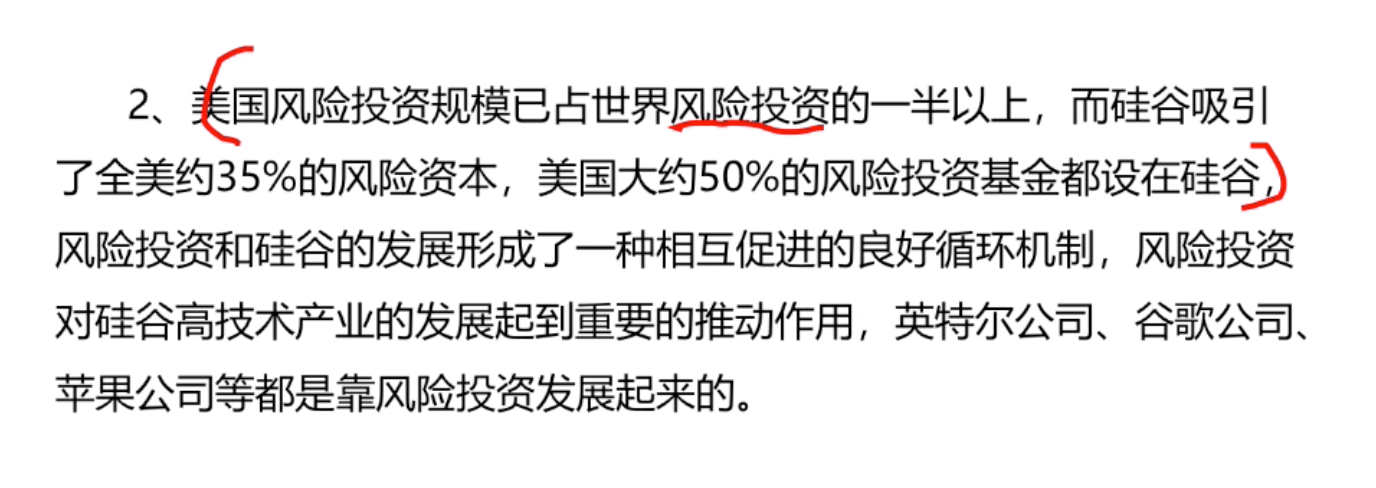 2、美国风险投资规模已占世界风险投资的一半以上，而硅谷吸引
了全美约35%的风险资本，美国大约50%的风险投资基金都设在硅谷，
风险投资和硅谷的发展形成了一种相互促进的良好循环机制，风险投资
对硅谷高技术产业的发展起到重要的推动作用，英特尔公司、谷歌公司、
苹果公司等都是靠风险投资发展起来的。